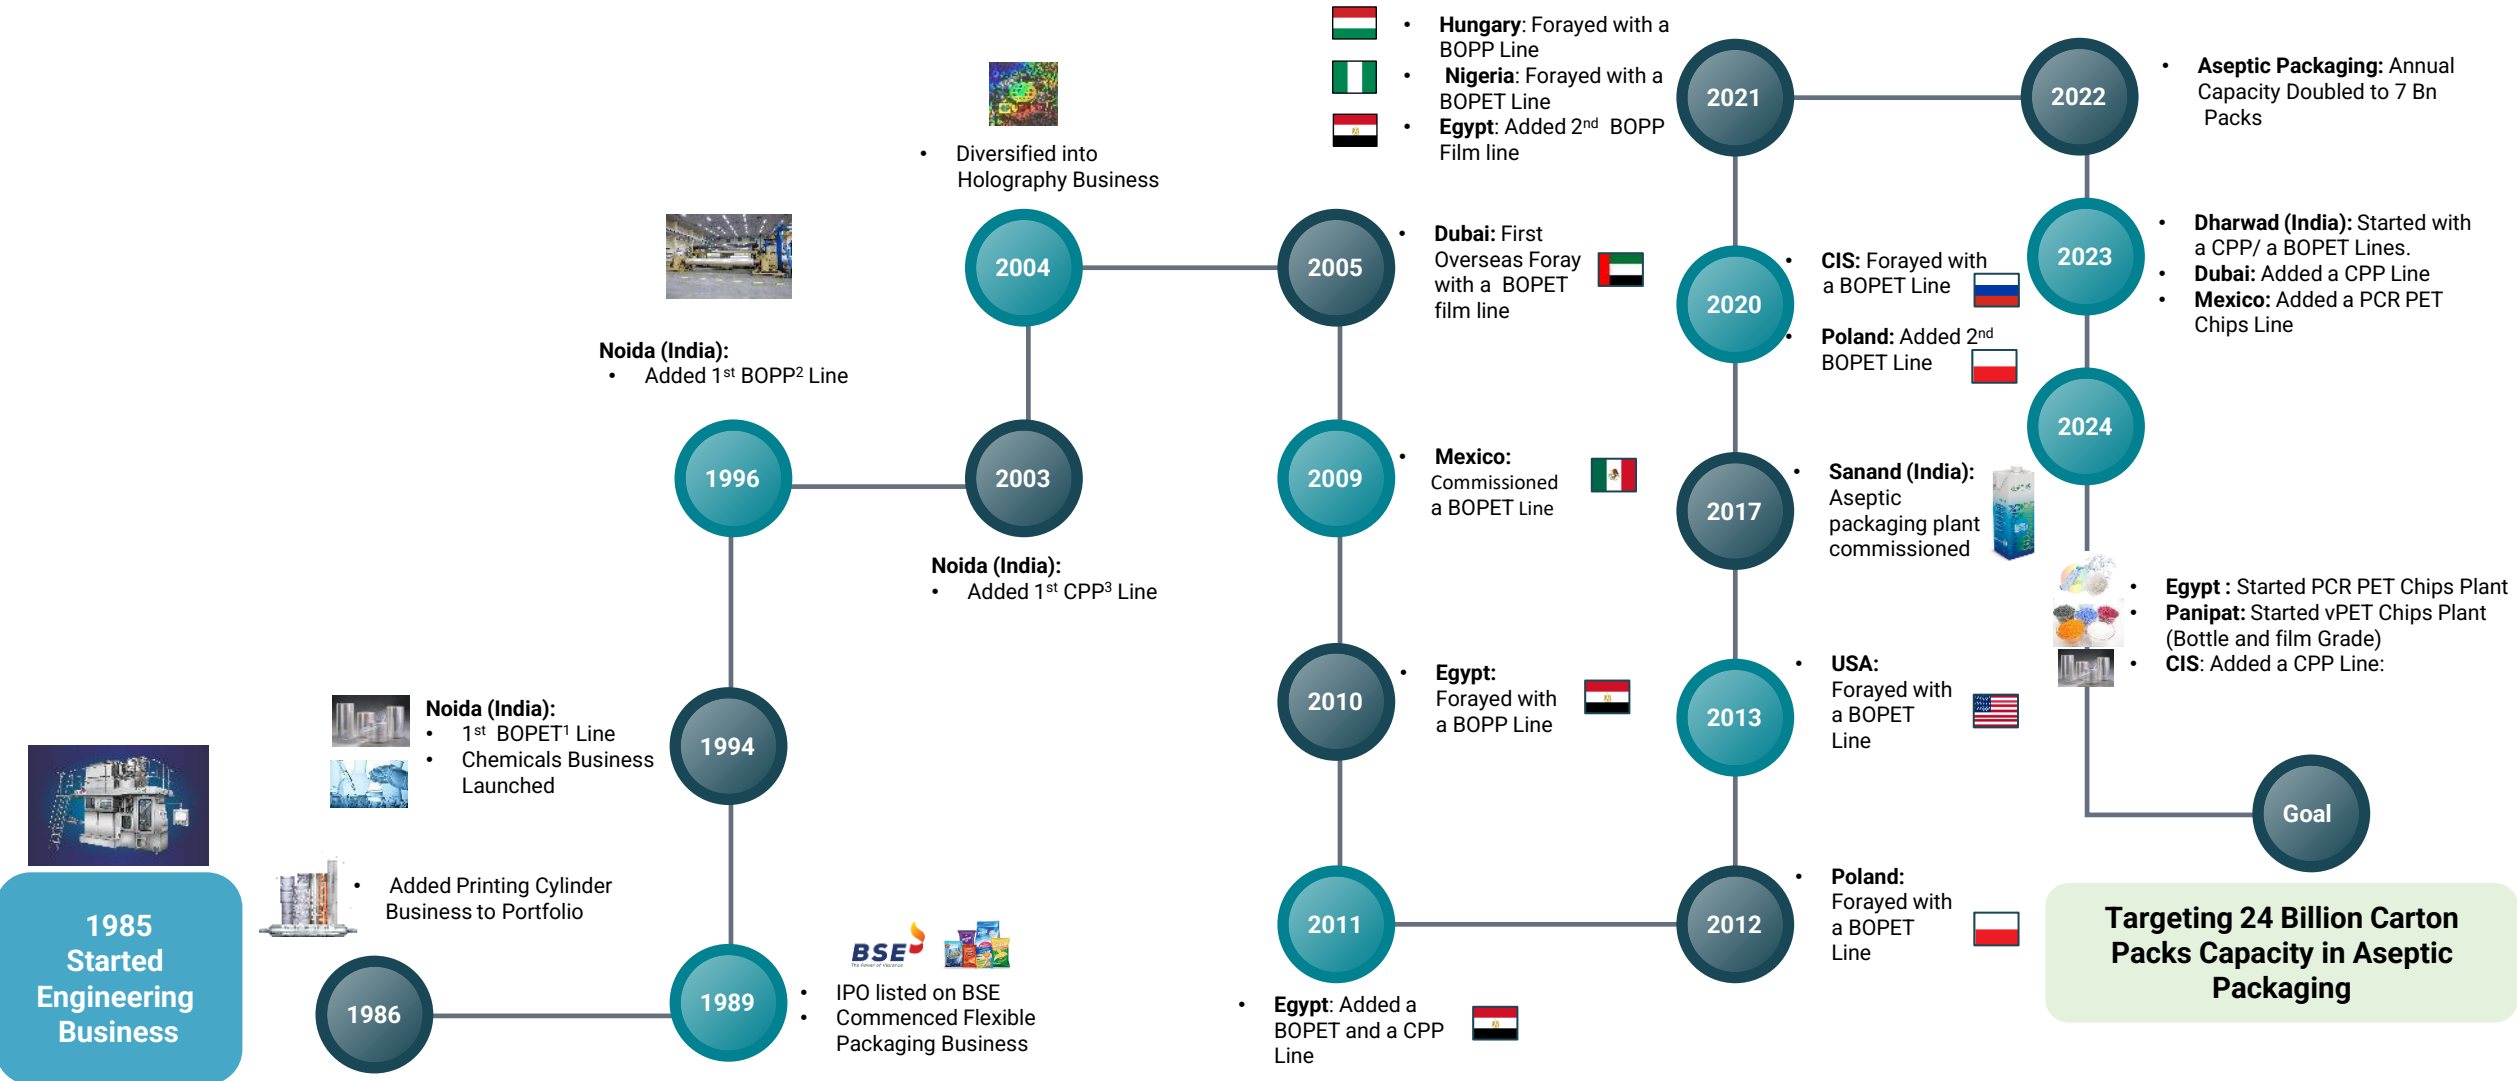 1985
Started
Engineering
Business
1986
• Added Printing Cylinder
Business to Portfolio
1989
BSE
The Power of Vibrance
• IPO listed on BSE
• Commenced Flexible
Packaging Business
1994
Noida (India):
• 1st BOPET1 Line
• Chemicals Business
Launched
1996
Noida (India):
• Added 1st BOPP2 Line
2003
Noida (India):
• Added 1st CPP3 Line
2004
• Diversified into
Holography Business
2005
• Dubai: First
Overseas Foray
with a BOPET
film line
2009
• Mexico:
Commissioned
a BOPET Line
2010
• Egypt:
Forayed with
a BOPP Line
2011
• Egypt: Added a
BOPET and a CPP
Line
2012
• Poland:
Forayed with
a BOPET
Line
2013
• USA:
Forayed with
a BOPET
Line
2017
• Sanand (India):
Aseptic
packaging plant
commissioned
2020
• CIS: Forayed with
a BOPET Line
• Poland: Added 2nd
BOPET Line
2021
• Hungary: Forayed with a
BOPP Line
• Nigeria: Forayed with a
BOPET Line
• Egypt: Added 2nd BOPP
Film line
2022
• Aseptic Packaging: Annual
Capacity Doubled to 7 Bn
Packs
2023
• Dharwad (India): Started with
a CPP/ a BOPET Lines.
• Dubai: Added a CPP Line
• Mexico: Added a PCR PET
Chips Line
2024
• Egypt : Started PCR PET Chips Plant
• Panipat: Started vPET Chips Plant
(Bottle and film Grade)
• CIS: Added a CPP Line:
Goal
Targeting 24 Billion Carton
Packs Capacity in Aseptic
Packaging